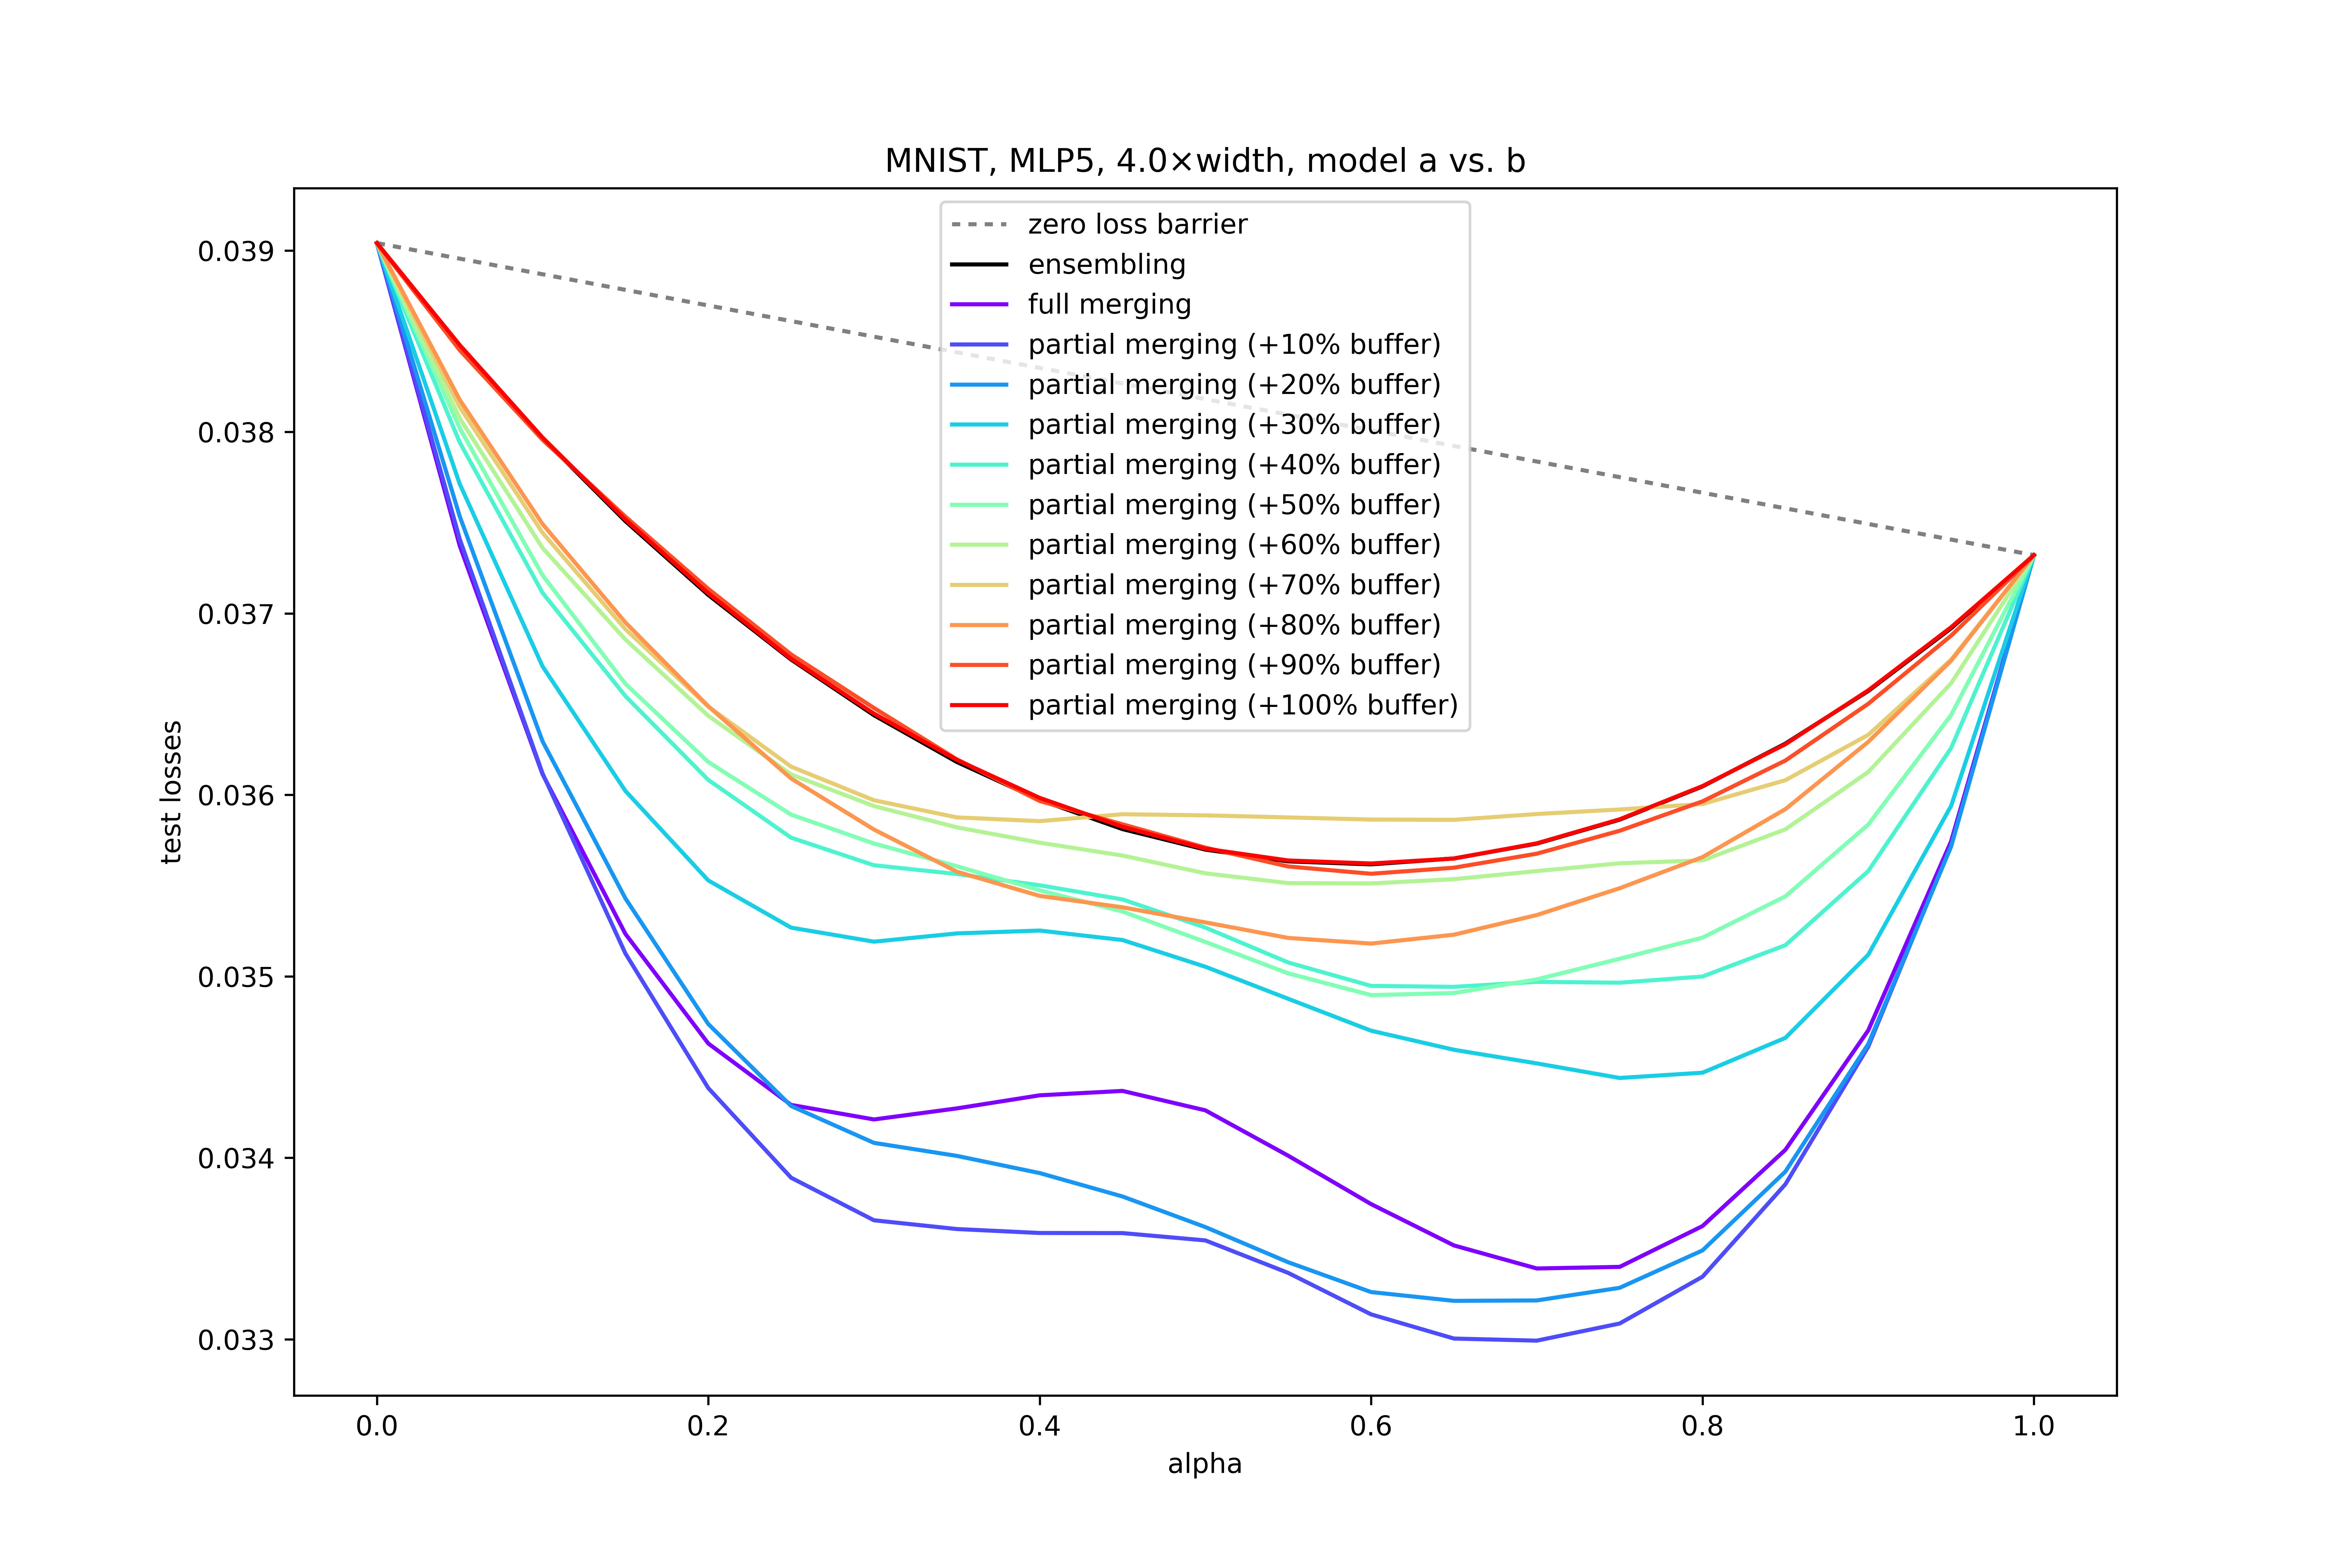 MNIST, MLP5, 4.0×width, model a vs. b
zero loss barrier
ensembling
full merging
partial merging (+10% buffer)
partial merging (+20% buffer)
partial merging (+30% buffer)
partial merging (+40% buffer)
partial merging (+50% buffer)
partial merging (+60% buffer)
partial merging (+70% buffer)
partial merging (+80% buffer)
partial merging (+90% buffer)
partial merging (+100% buffer)
test losses
0.039
0.038
0.037
0.036
0.035
0.034
0.033
0.0 0.2 0.4 0.6 0.8 1.0
alpha